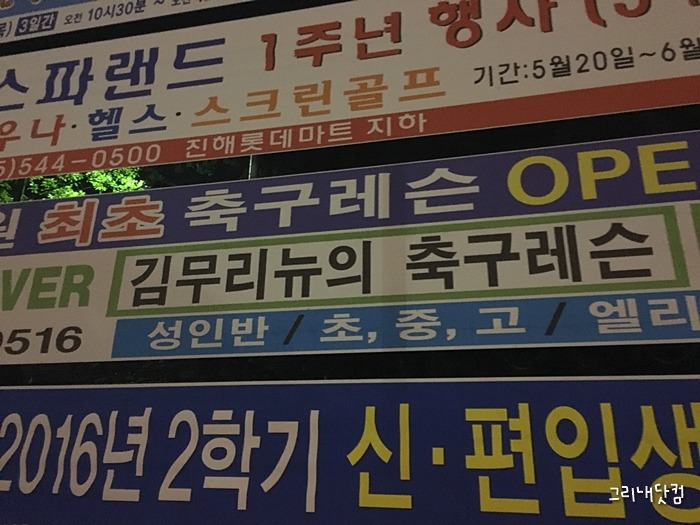 3일간 오전 10시30분 ~
스파랜드 1주년 행사
우나·헬스·스크린골프 기간:5월20일~6월
5)544-0500 진해롯데마트 지하
원 최초 축구레슨 OPE
VER 김무리뉴의 축구레슨
9516 성인반 / 초, 중, 고 / 엘리
2016년 2학기 신·편입생
그리내닷컴